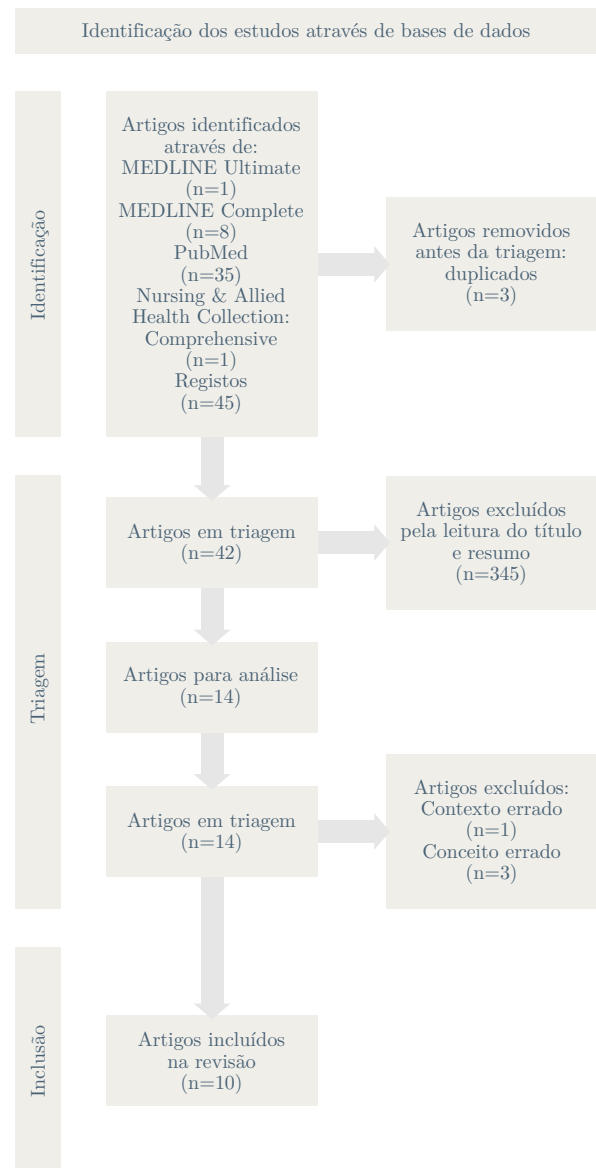 Identificação dos estudos através de bases de dados
Identificação
Artigos identificados
através de:
MEDLINE Ultimate
(n=1)
MEDLINE Complete
(n=8)
PubMed
(n=35)
Nursing & Allied
Health Collection:
Comprehensive
(n=1)
Registos
(n=45)
Artigos removidos
antes da triagem:
duplicados
(n=3)
Triagem
Artigos em triagem
(n=42)
Artigos excluídos
pela leitura do título
e resumo
(n=345)
Artigos para análise
(n=14)
Artigos em triagem
(n=14)
Artigos excluídos:
Contexto errado
(n=1)
Conceito errado
(n=3)
Inclusão
Artigos incluídos
na revisão
(n=10)